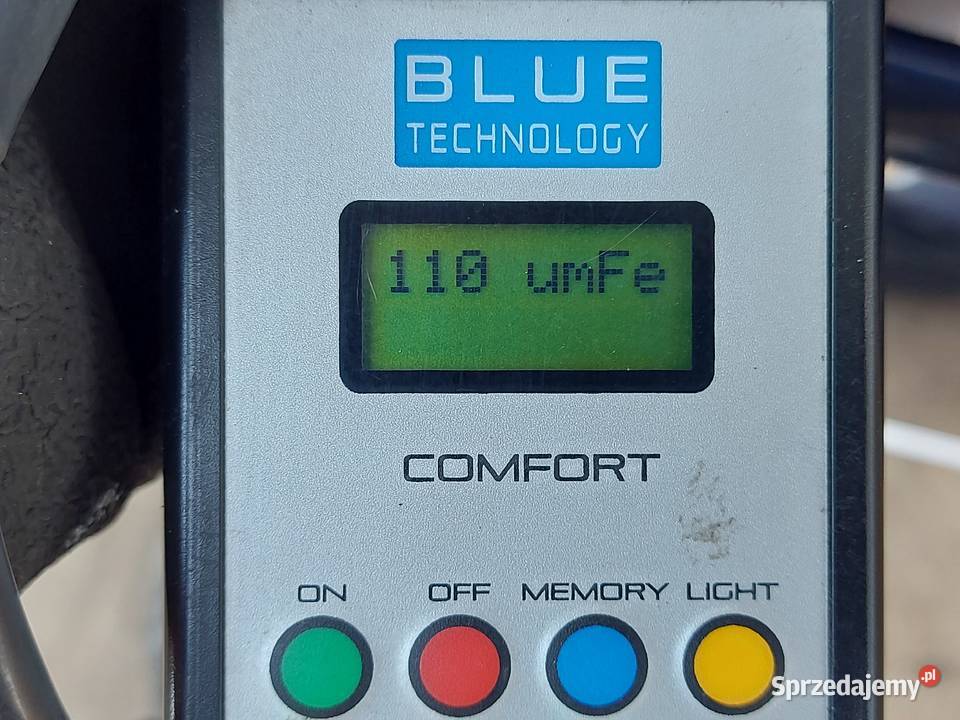 BLUE
TECHNOLOGY
110 umFe
COMFORT
ON OFF MEMORY LIGHT
Sprzedajemy.pl